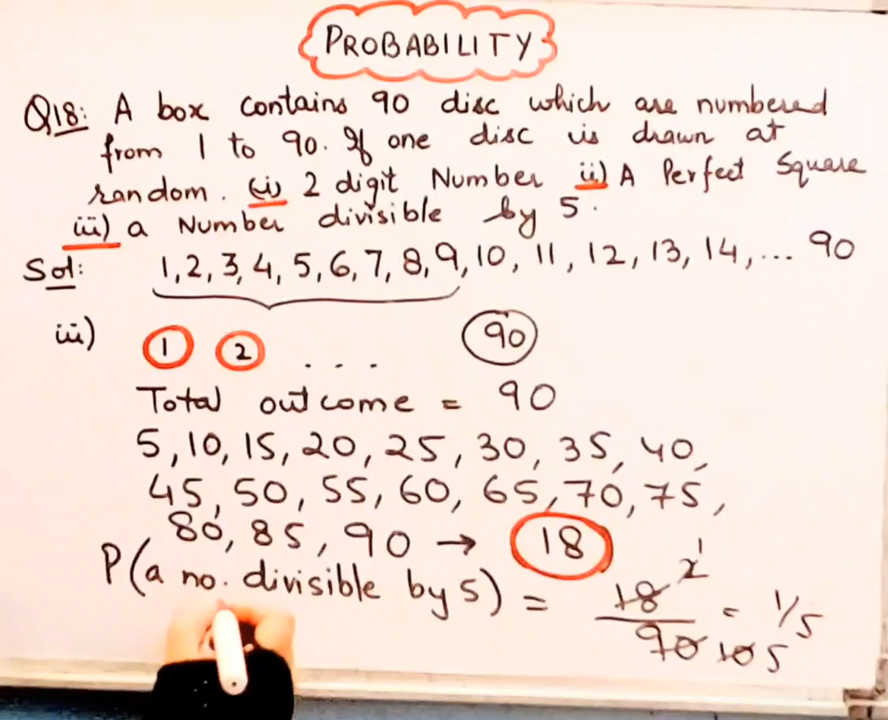 PROBABILITY
Q18: A box contains 90 disc which are numbered
from 1 to 90. If one disc is drawn at
random. (i) 2 digit Number ii) A Perfect Square
iii) a Number divisible by 5.
Sol: 1, 2, 3, 4, 5, 6, 7, 8, 9, 10, 11, 12, 13, 14, ... 90
iii) 1 2 ... 90
Total outcome = 90
5, 10, 15, 20, 25, 30, 35, 40,
45, 50, 55, 60, 65, 70, 75,
80, 85, 90 → 18
P(a no. divisible by 5) = 18 2 1 / 90 10 5 = 1/5